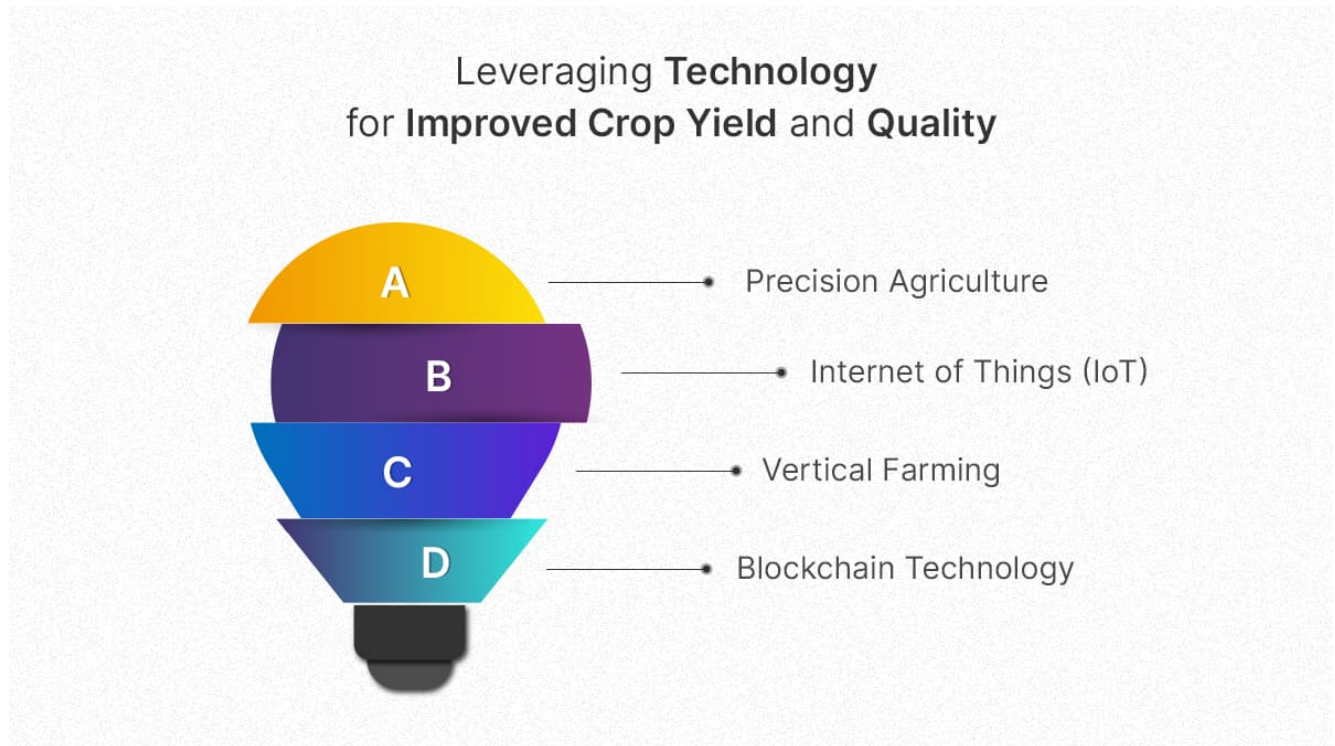 Leveraging Technology
for Improved Crop Yield and Quality
A
Precision Agriculture
B
Internet of Things (IoT)
C
Vertical Farming
D
Blockchain Technology